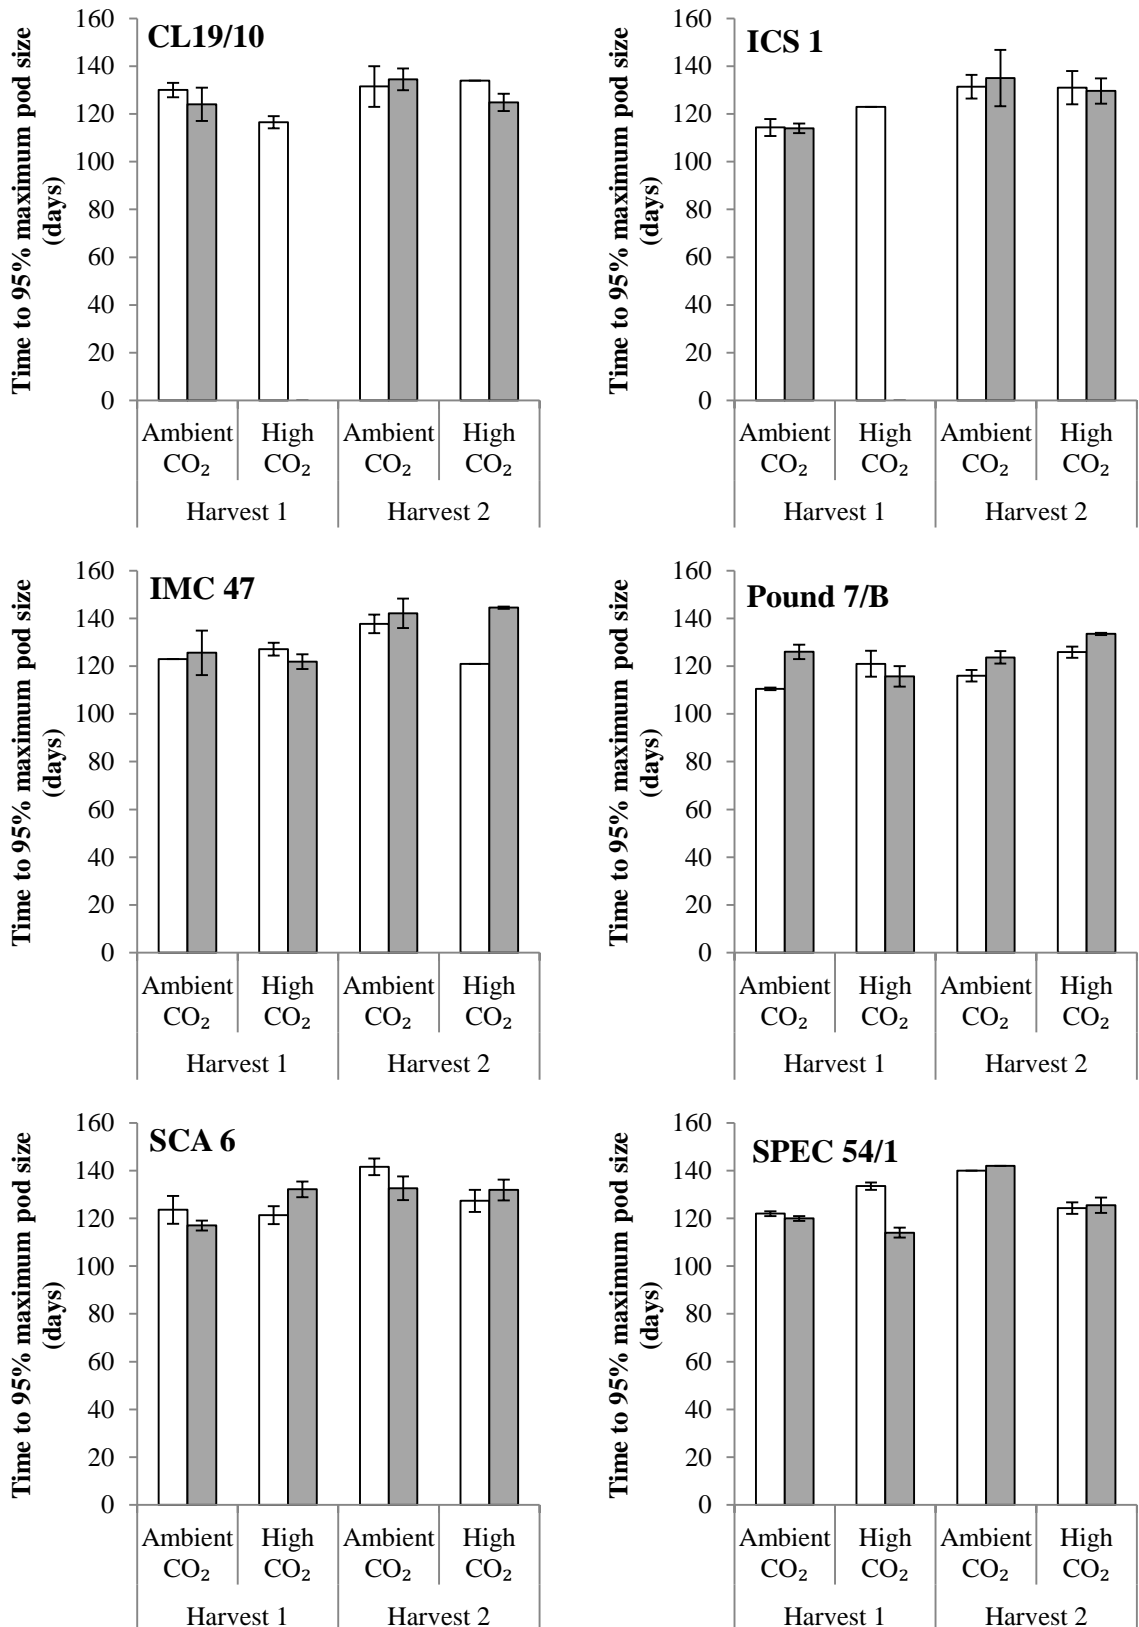 CL19/10
Time to 95% maximum pod size
(days)
160
140
120
100
80
60
40
20
0
Ambient CO₂
High CO₂
Ambient CO₂
High CO₂
Harvest 1
Harvest 2
ICS 1
Time to 95% maximum pod size
(days)
160
140
120
100
80
60
40
20
0
Ambient CO₂
High CO₂
Ambient CO₂
High CO₂
Harvest 1
Harvest 2
IMC 47
Time to 95% maximum pod size
(days)
160
140
120
100
80
60
40
20
0
Ambient CO₂
High CO₂
Ambient CO₂
High CO₂
Harvest 1
Harvest 2
Pound 7/B
Time to 95% maximum pod size
(days)
160
140
120
100
80
60
40
20
0
Ambient CO₂
High CO₂
Ambient CO₂
High CO₂
Harvest 1
Harvest 2
SCA 6
Time to 95% maximum pod size
(days)
160
140
120
100
80
60
40
20
0
Ambient CO₂
High CO₂
Ambient CO₂
High CO₂
Harvest 1
Harvest 2
SPEC 54/1
Time to 95% maximum pod size
(days)
160
140
120
100
80
60
40
20
0
Ambient CO₂
High CO₂
Ambient CO₂
High CO₂
Harvest 1
Harvest 2